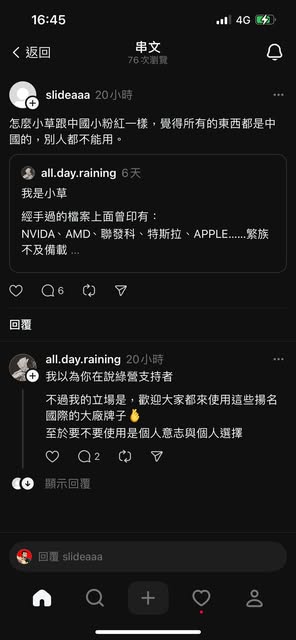 16:45
4G
返回
串文
76 次瀏覽
slideaaa 20小時
怎麼小草跟中國小粉紅一樣，覺得所有的東西都是中
國的，別人都不能用。
all.day.raining 6天
我是小草
經手過的檔案上面曾印有：
NVIDA、AMD、聯發科、特斯拉、APPLE……繁族
不及備載 ...
6
回覆
all.day.raining 20小時
我以為你在說綠營支持者
不過我的立場是，歡迎大家都來使用這些揚名
國際的大廠牌子🫰
至於要不要使用是個人意志與個人選擇
2
顯示回覆
回覆 slideaaa